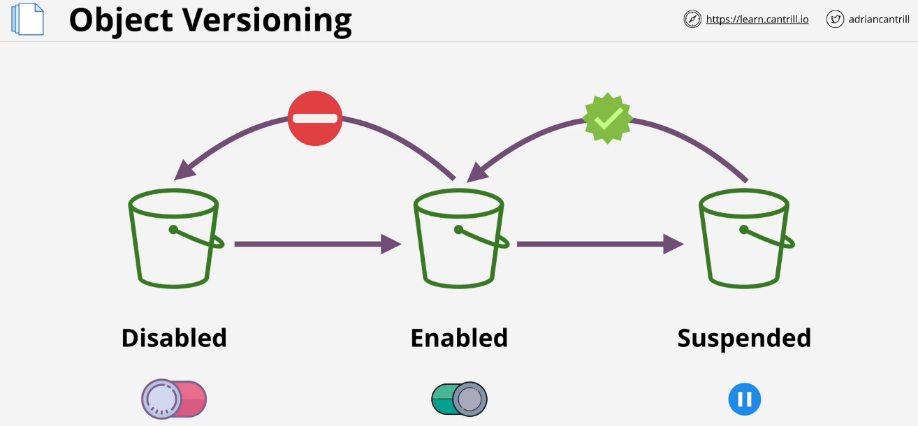 Object Versioning
https://learn.cantrill.io
adriancantrill
Disabled
Enabled
Suspended